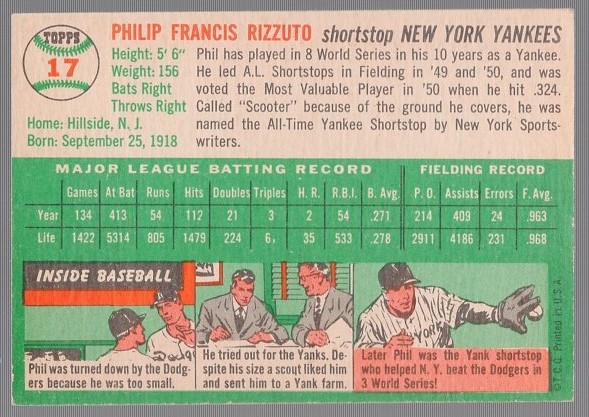 TOPPS
17
PHILIP FRANCIS RIZZUTO shortstop NEW YORK YANKEES
Height: 5' 6"
Weight: 156
Bats Right
Throws Right
Home: Hillside, N. J.
Born: September 25, 1918
Phil has played in 8 World Series in his 10 years as a Yankee.
He led A.L. Shortstops in Fielding in '49 and '50, and was
voted the Most Valuable Player in '50 when he hit .324.
Called "Scooter" because of the ground he covers, he was
named the All-Time Yankee Shortstop by New York Sports-
writers.
MAJOR LEAGUE BATTING RECORD FIELDING RECORD
Games At Bat Runs Hits Doubles Triples H. R. R.B.I. B. Avg. P. O. Assists Errors F. Avg.
Year 134 413 54 112 21 3 2 54 .271 214 409 24 .963
Life 1422 5314 805 1479 224 35 533 .278 2911 4186 231 .968
INSIDE BASEBALL
Phil was turned down by the Dodg-
ers because he was too small.
He tried out for the Yanks. De-
spite his size a scout liked him
and sent him to a Yank farm.
Later Phil was the Yank shortstop
who helped N. Y. beat the Dodgers in
3 World Series!
© T. C. G. Printed in U.S.A.